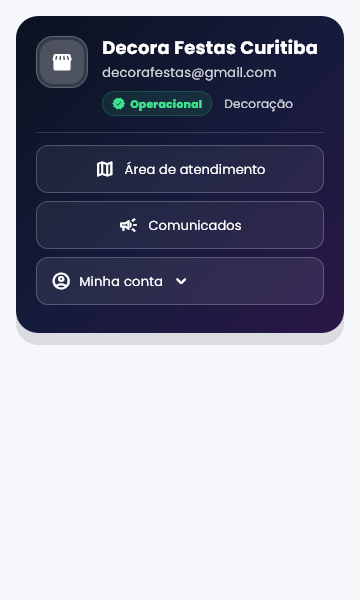 Decora Festas Curitiba
decorafestas@gmail.com
Operacional Decoração
Área de atendimento
Comunicados
Minha conta